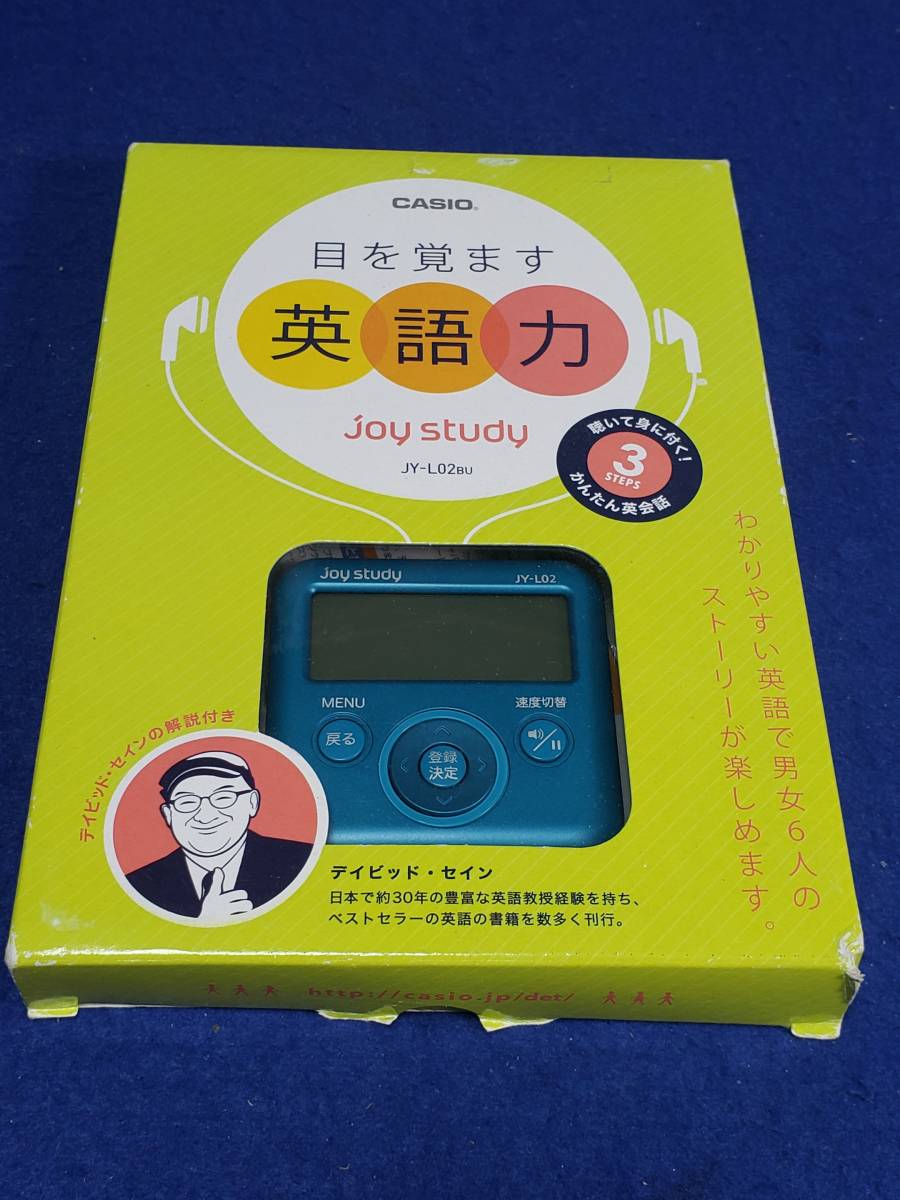 CASIO®
目を覚ます
英語力
joy study
JY-L02BU
聴いて身に付く!
3
STEPS
かんたん英会話
わかりやすい英語で男女6人の
ストーリーが楽しめます。
joy study JY-L02
MENU 速度切替
戻る
登録
決定
デイビッド・セインの解説付き
デイビッド・セイン
日本で約30年の豊富な英語教授経験を持ち、
ベストセラーの英語の書籍を数多く刊行。
http://casio.jp/det/